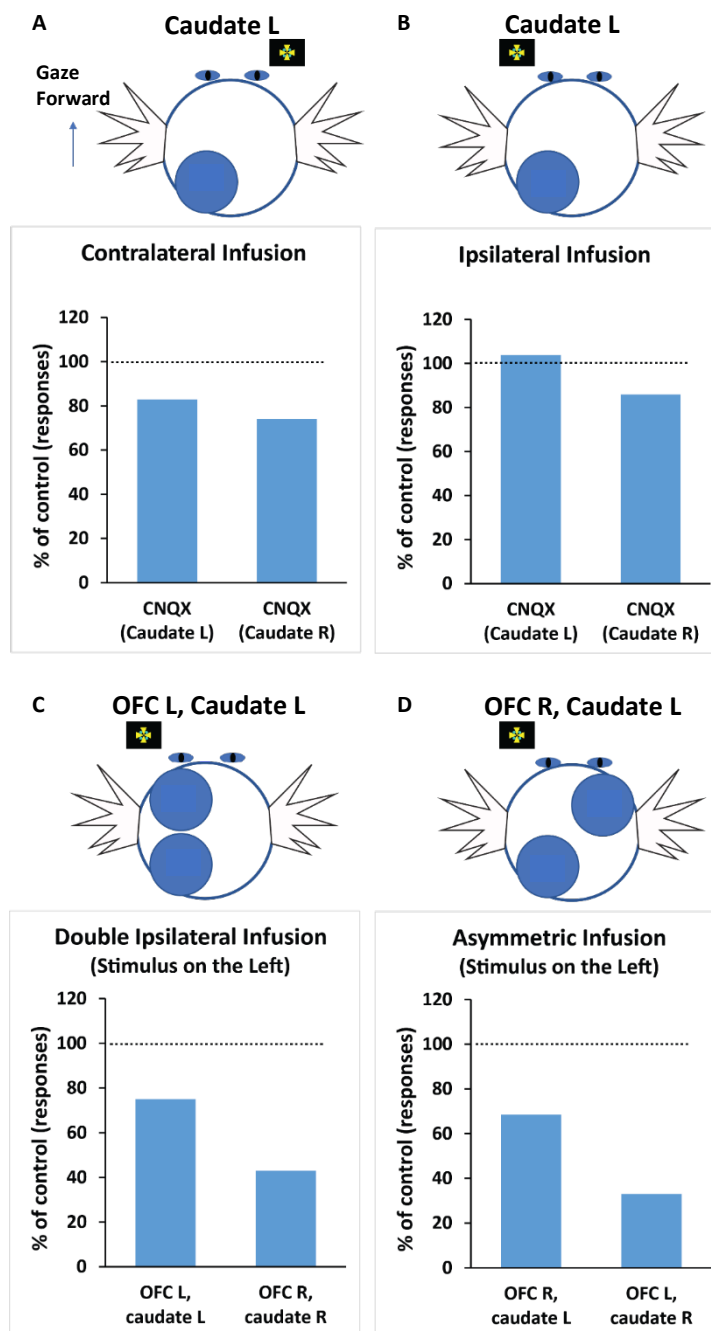 A
Caudate L
Gaze
Forward
Contralateral Infusion
% of control (responses)
120
100
80
60
40
20
0
CNQX
(Caudate L)
CNQX
(Caudate R)
B
Caudate L
Ipsilateral Infusion
% of control (responses)
120
100
80
60
40
20
0
CNQX
(Caudate L)
CNQX
(Caudate R)
C
OFC L, Caudate L
Double Ipsilateral Infusion
(Stimulus on the Left)
% of control (responses)
120
100
80
60
40
20
0
OFC L,
caudate L
OFC R,
caudate R
D
OFC R, Caudate L
Asymmetric Infusion
(Stimulus on the Left)
% of control (responses)
120
100
80
60
40
20
0
OFC R,
caudate L
OFC L,
caudate R